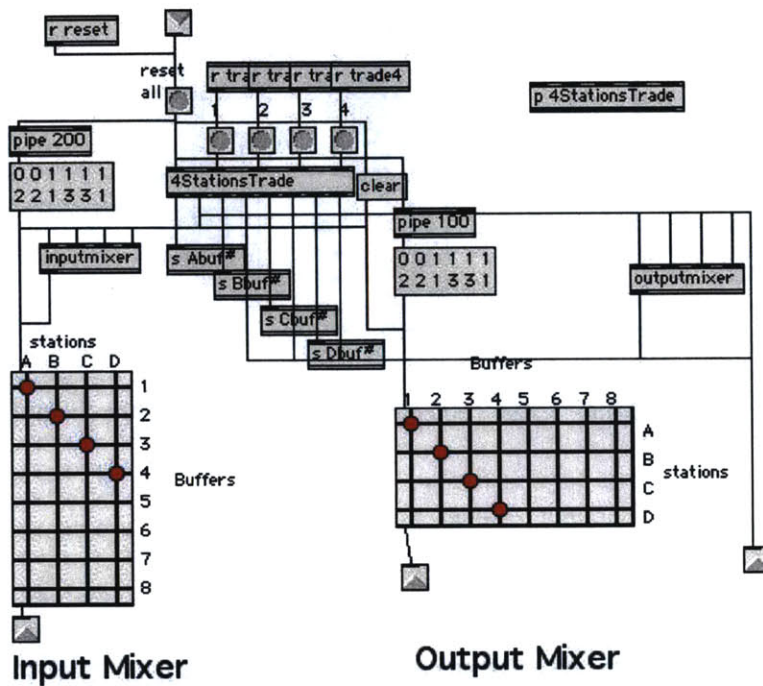 r reset
reset
all
r tra r tra r tra r trade4
1 2 3 4
p 4StationsTrade
pipe 200
0 0 1 1 1 1
2 2 1 3 3 1
4StationsTrade
clear
pipe 100
0 0 1 1 1 1
2 2 1 3 3 1
inputmixer
outputmixer
s Abuf#
s Bbuf#
s Cbuf#
s Dbuf#
stations
A B C D
1
2
3
4
5
6
7
8
Buffers
Buffers
1 2 3 4 5 6 7 8
A
B
C
D
stations
Input Mixer
Output Mixer